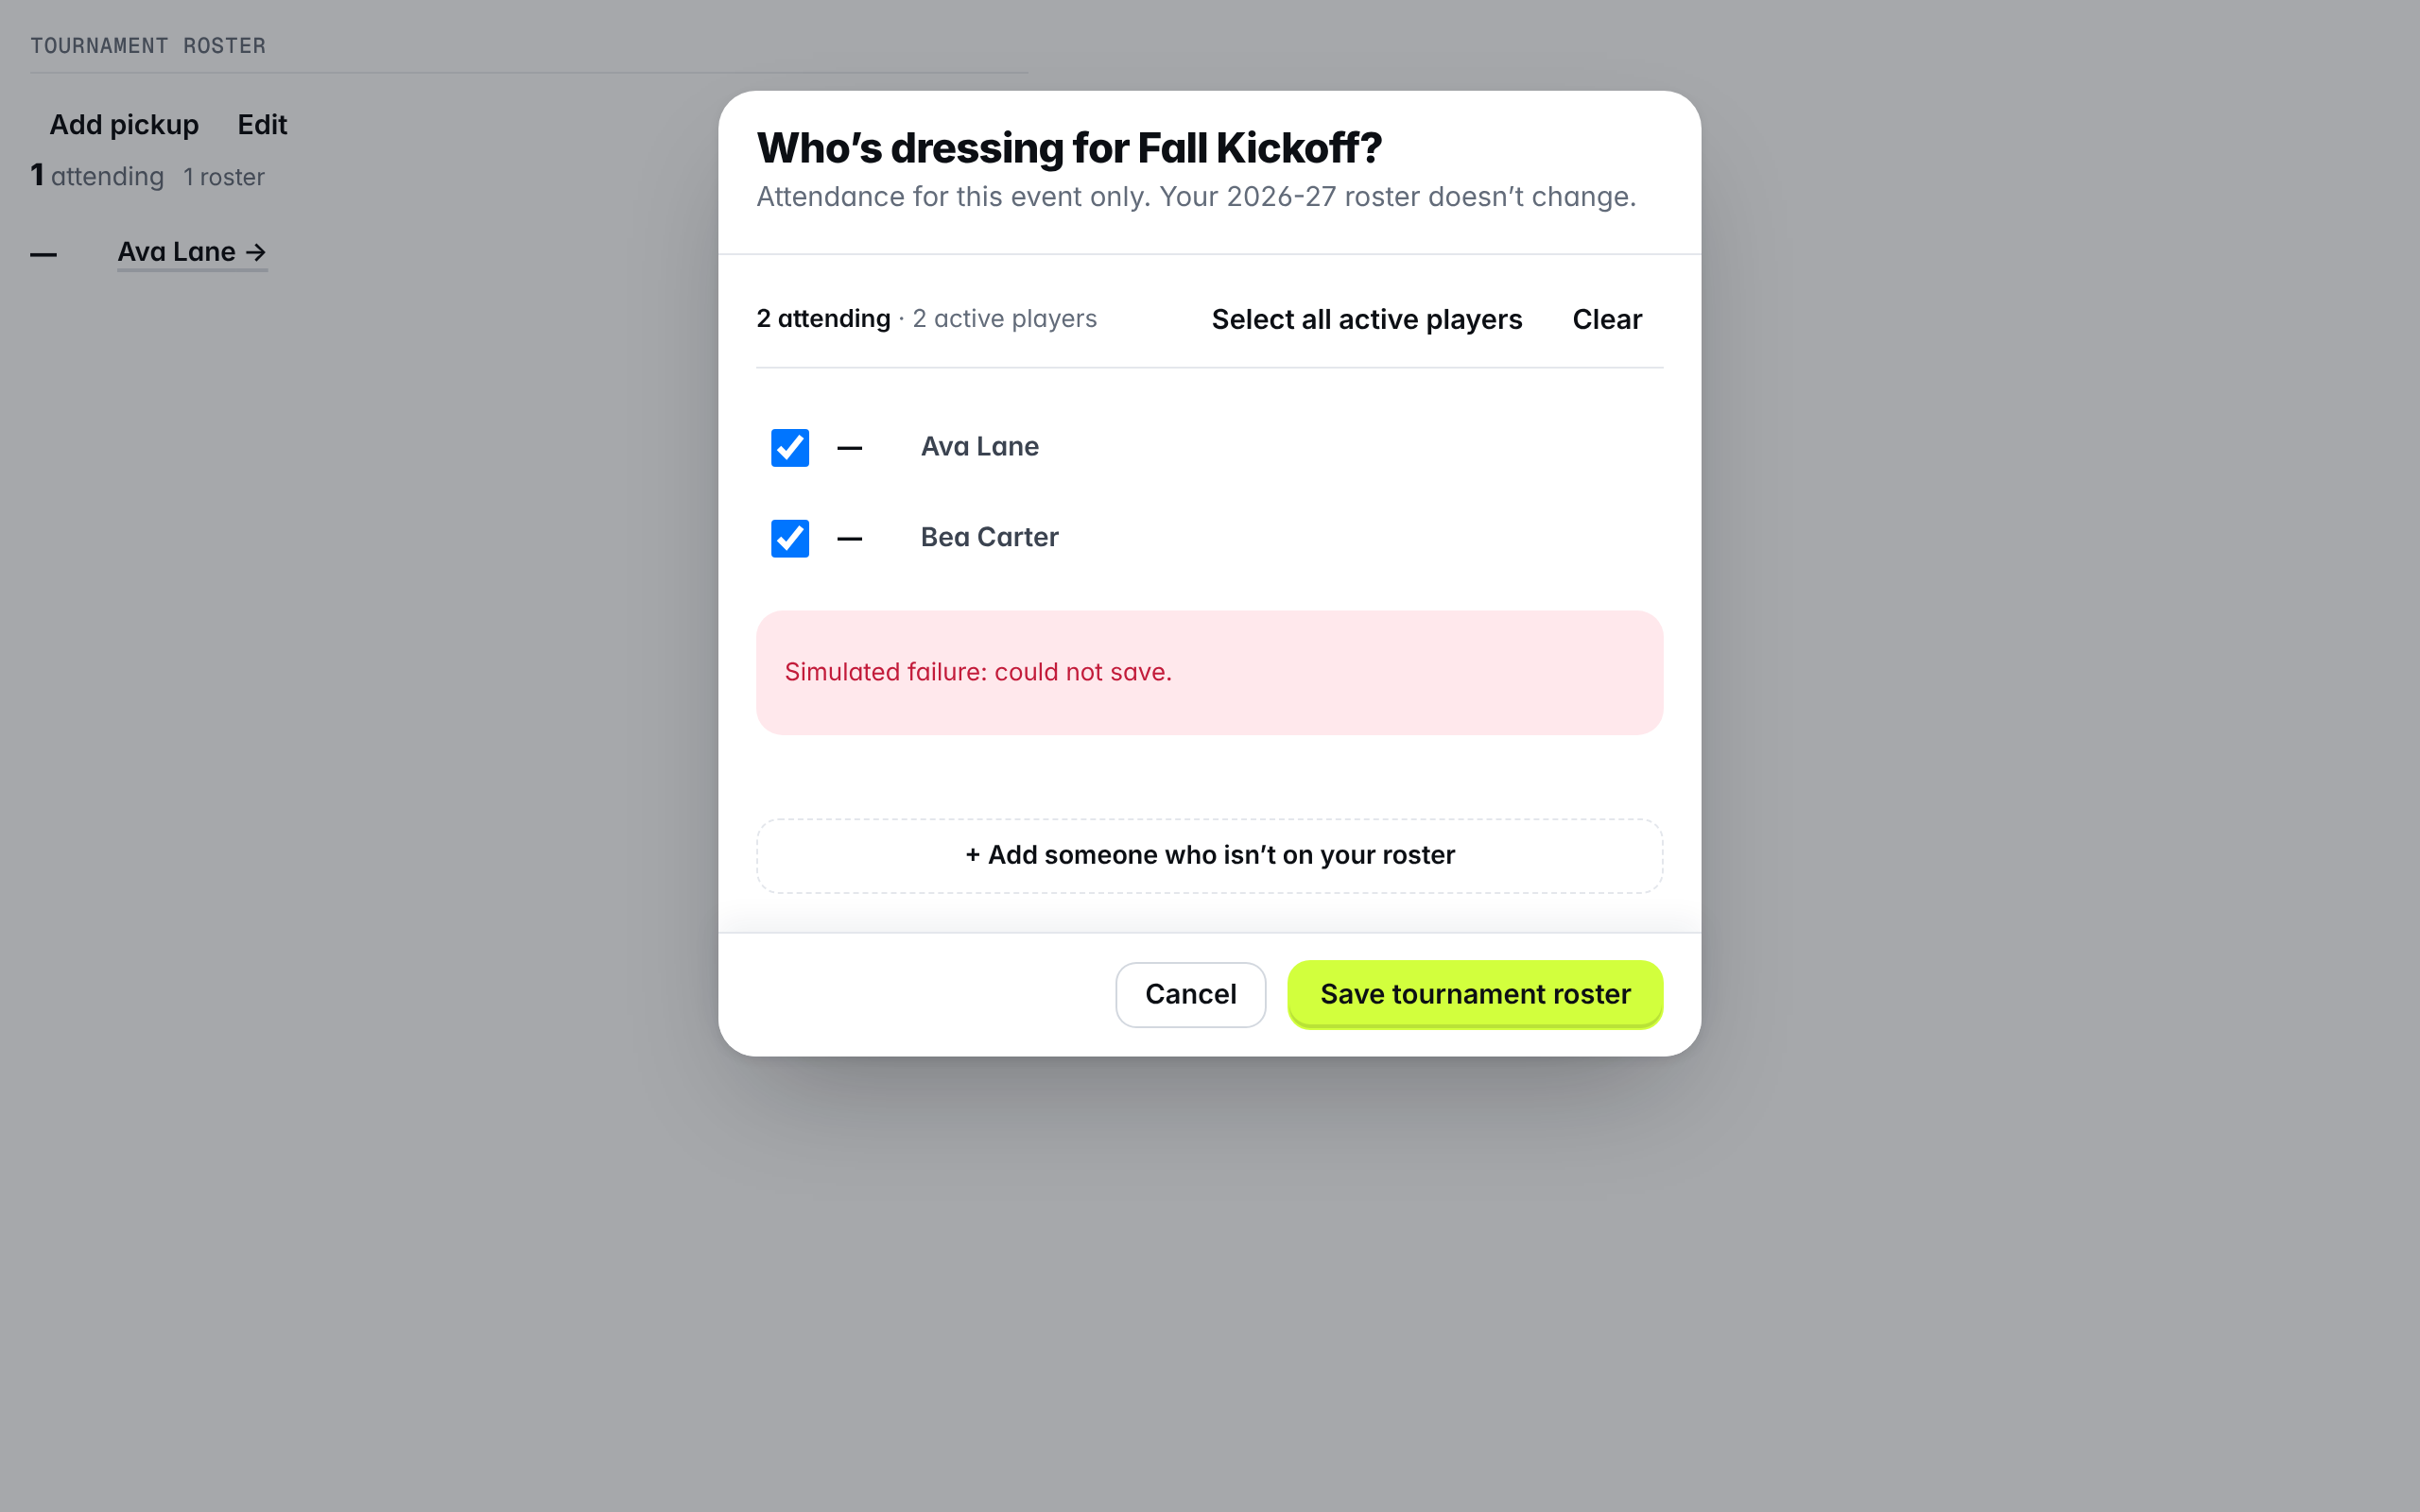 TOURNAMENT ROSTER
Add pickup Edit
1 attending 1 roster
— Ava Lane →
Who’s dressing for Fall Kickoff?
Attendance for this event only. Your 2026-27 roster doesn’t change.
2 attending · 2 active players Select all active players Clear
— Ava Lane
— Bea Carter
Simulated failure: could not save.
+ Add someone who isn’t on your roster
Cancel Save tournament roster